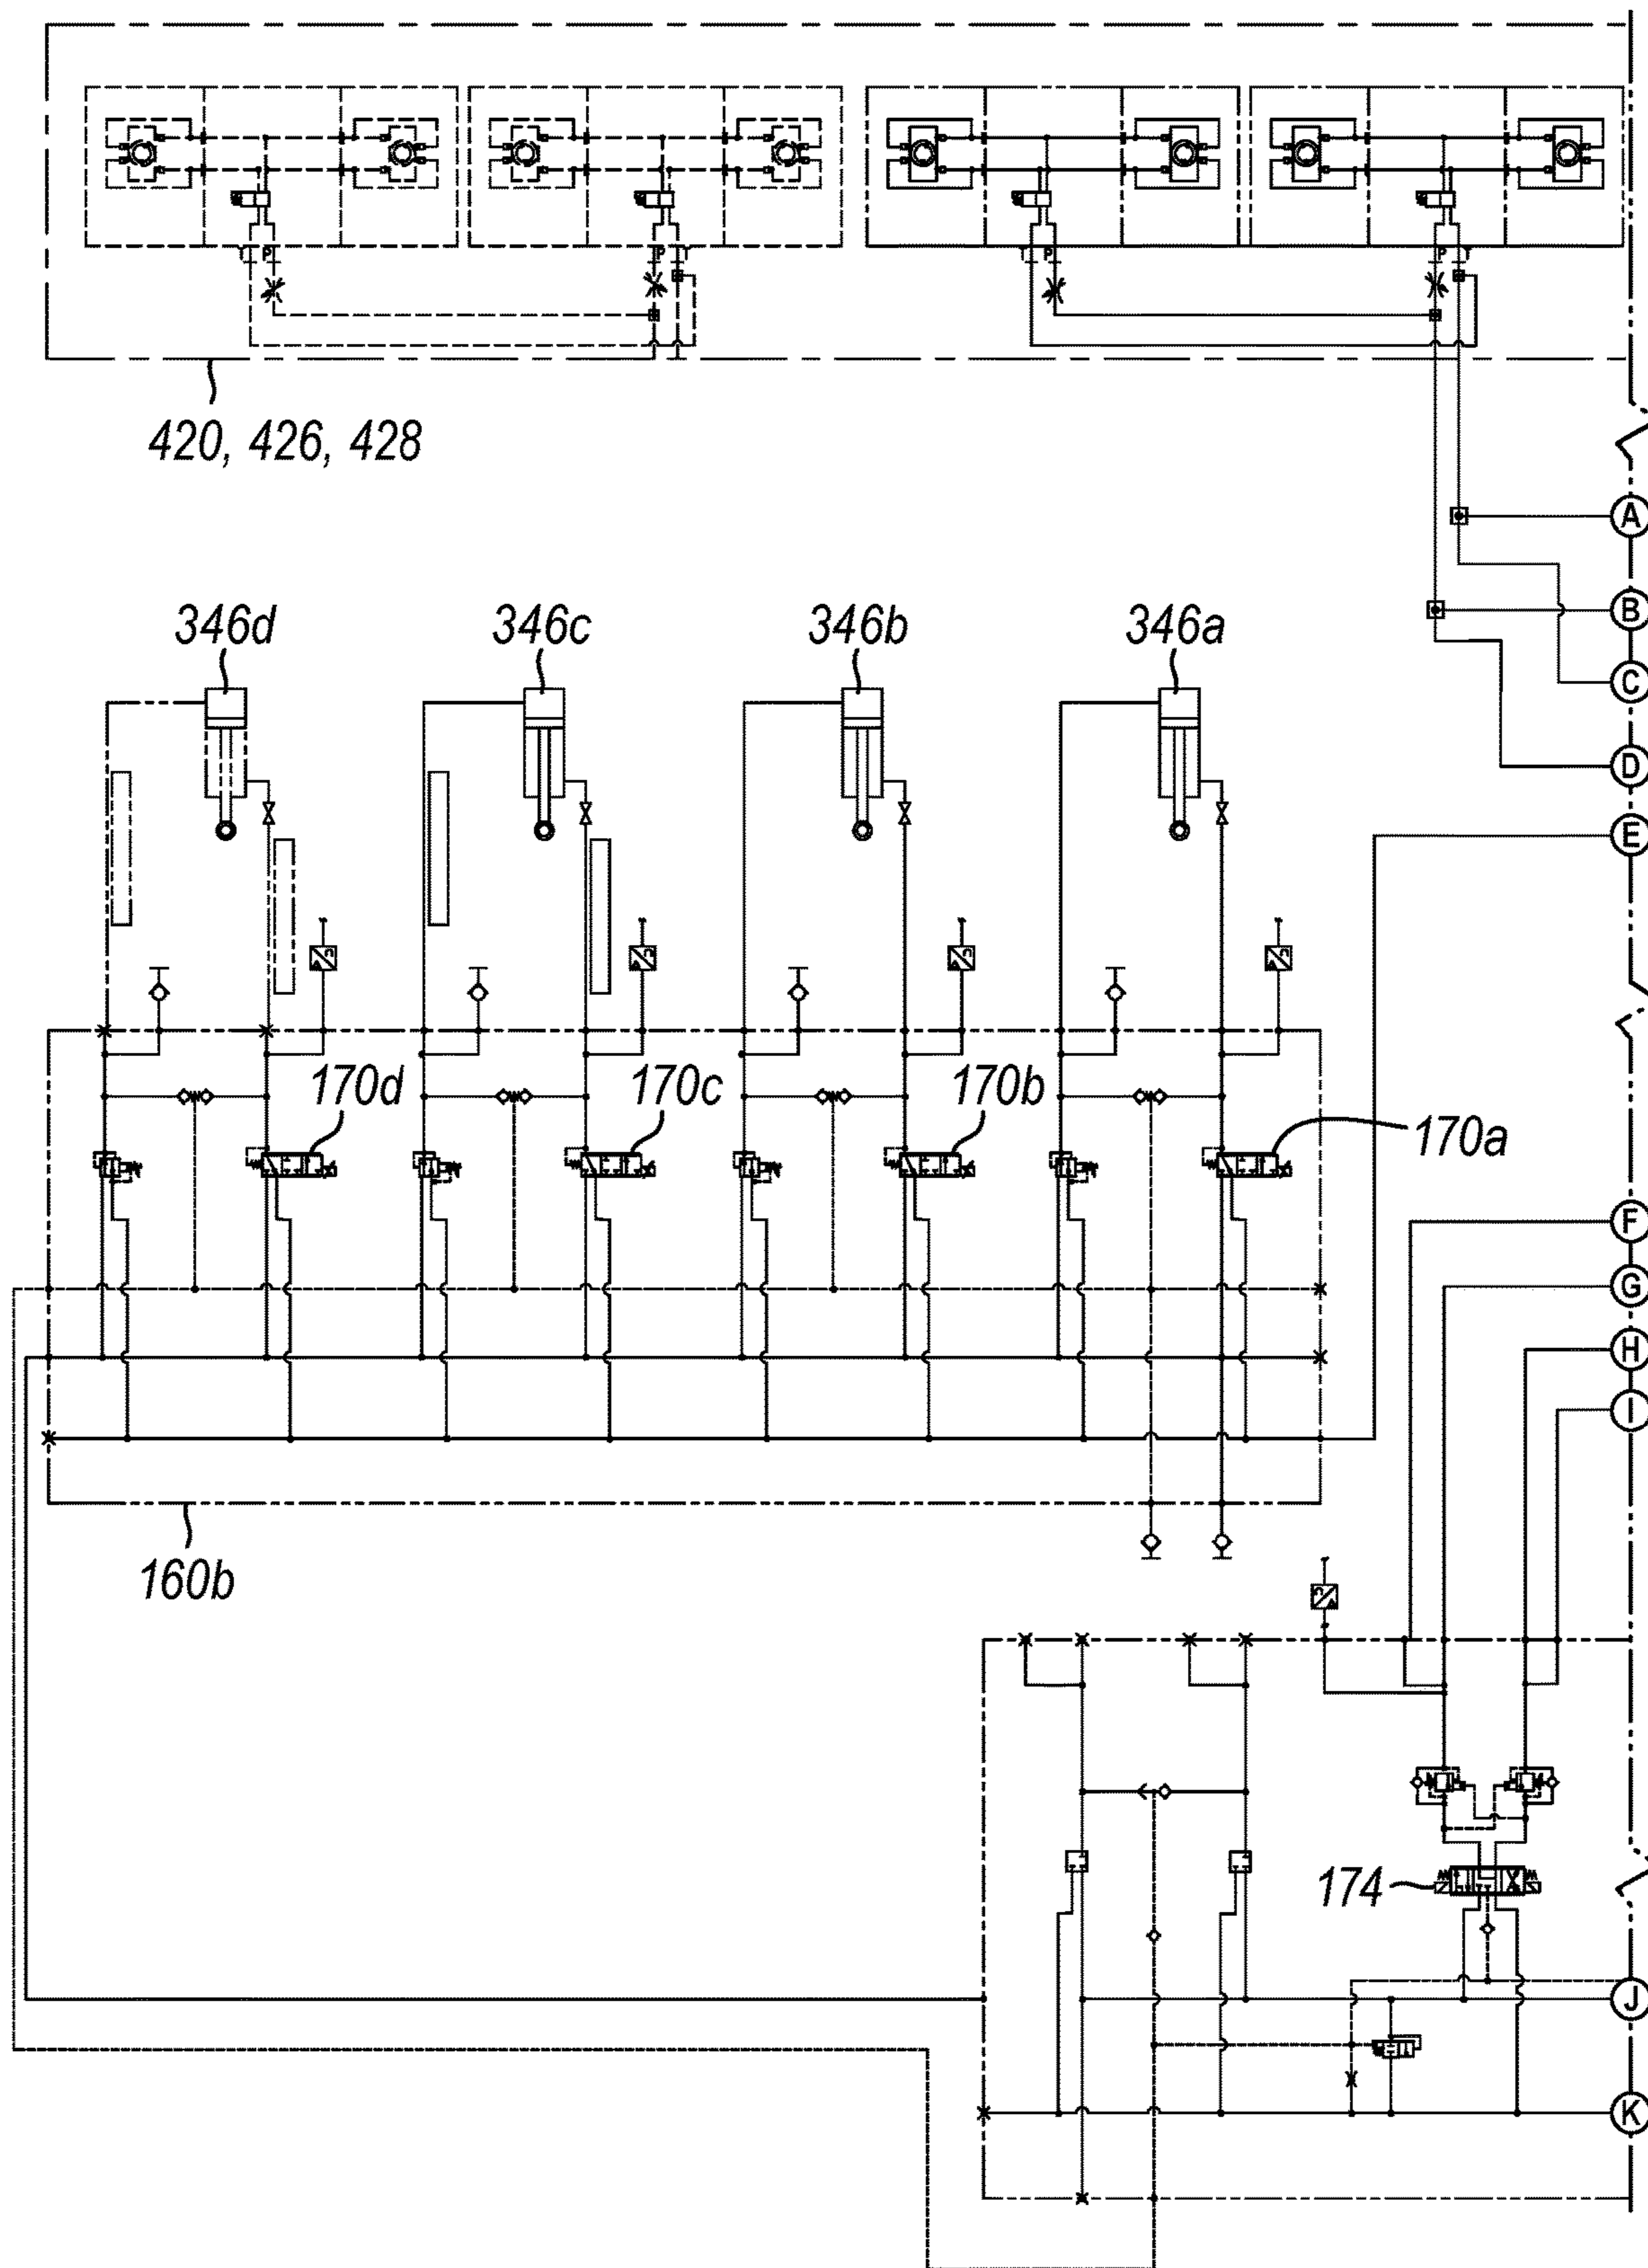 T P P T T P P T
420, 426, 428
A
B
346d 346c 346b 346a
C
D
E
170d 170c 170b 170a
F
G
H
I
160b
174
J
K